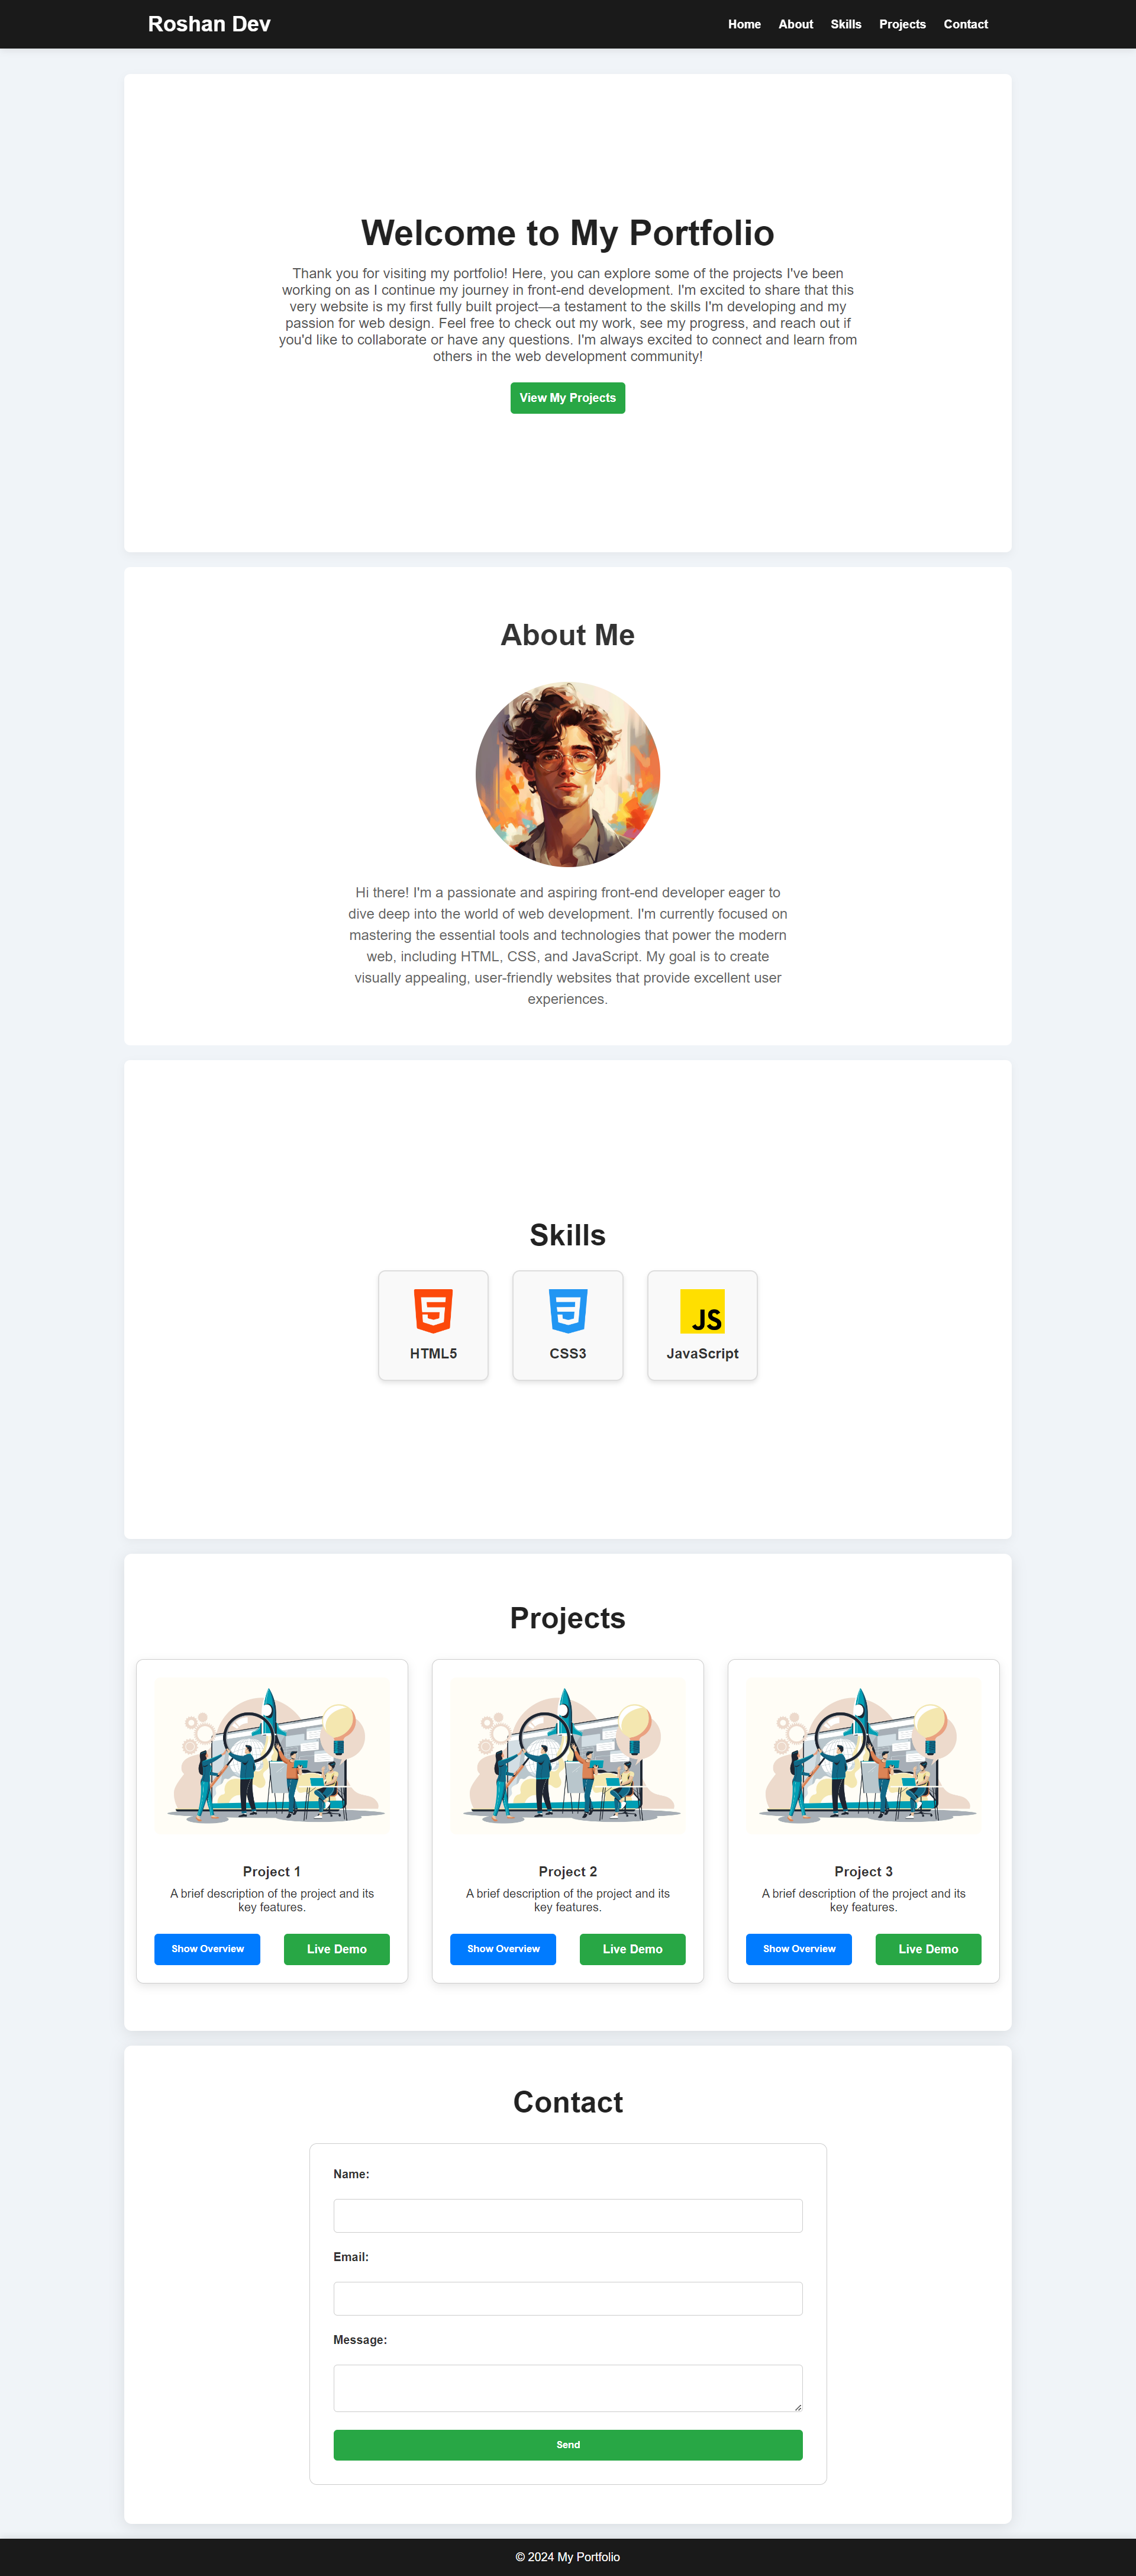 Roshan Dev
Home About Skills Projects Contact
Welcome to My Portfolio
Thank you for visiting my portfolio! Here, you can explore some of the projects I've been
working on as I continue my journey in front-end development. I'm excited to share that this
very website is my first fully built project—a testament to the skills I'm developing and my
passion for web design. Feel free to check out my work, see my progress, and reach out if
you'd like to collaborate or have any questions. I'm always excited to connect and learn from
others in the web development community!
View My Projects
About Me
Hi there! I'm a passionate and aspiring front-end developer eager to
dive deep into the world of web development. I'm currently focused on
mastering the essential tools and technologies that power the modern
web, including HTML, CSS, and JavaScript. My goal is to create
visually appealing, user-friendly websites that provide excellent user
experiences.
Skills
5
HTML5
3
CSS3
JS
JavaScript
Projects
Project 1
A brief description of the project and its
key features.
Show Overview Live Demo
Project 2
A brief description of the project and its
key features.
Show Overview Live Demo
Project 3
A brief description of the project and its
key features.
Show Overview Live Demo
Contact
Name:
Email:
Message:
Send
© 2024 My Portfolio